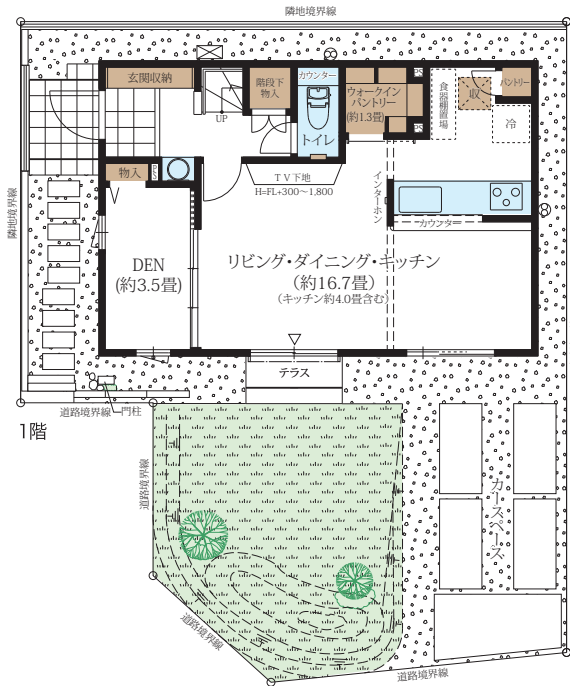 隣地境界線
玄関収納
UP
階段下
物入
カウンター
トイレ
ウォークイン
パントリー
(約1.3畳)
食器棚置場
収
パントリー
冷
物入
TV下地
H=FL+300〜1,800
インターホン
カウンター
隣地境界線
DEN
(約3.5畳)
リビング・ダイニング・キッチン
(約16.7畳)
(キッチン約4.0畳含む)
テラス
道路境界線
門柱
1階
道路境界線
カースペース
道路境界線
道路境界線